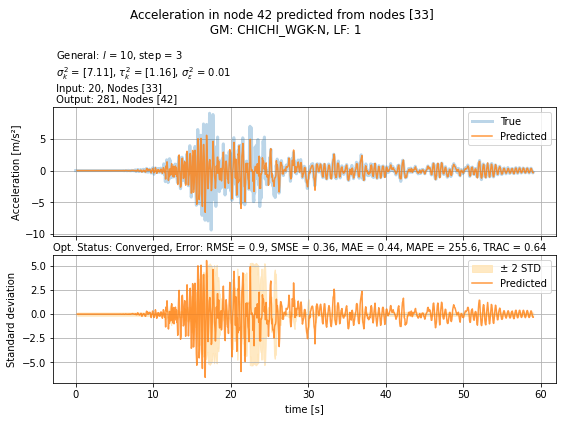 Acceleration in node 42 predicted from nodes [33]
GM: CHICHI_WGK-N, LF: 1
General: l = 10, step = 3
σ²ₖ = [7.11], τ²ₖ = [1.16], σ²ε = 0.01
Input: 20, Nodes [33]
Output: 281, Nodes [42]
Acceleration [m/s²]
5
0
−5
−10
True
Predicted
Opt. Status: Converged, Error: RMSE = 0.9, SMSE = 0.36, MAE = 0.44, MAPE = 255.6, TRAC = 0.64
Standard deviation
5.0
2.5
0.0
−2.5
−5.0
± 2 STD
Predicted
0 10 20 30 40 50 60
time [s]